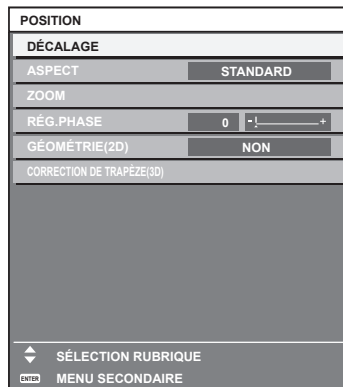 POSITION
DÉCALAGE
ASPECT STANDARD
ZOOM
RÉG.PHASE 0 - +
GÉOMÉTRIE(2D) NON
CORRECTION DE TRAPÈZE(3D)
SÉLECTION RUBRIQUE
ENTER MENU SECONDAIRE